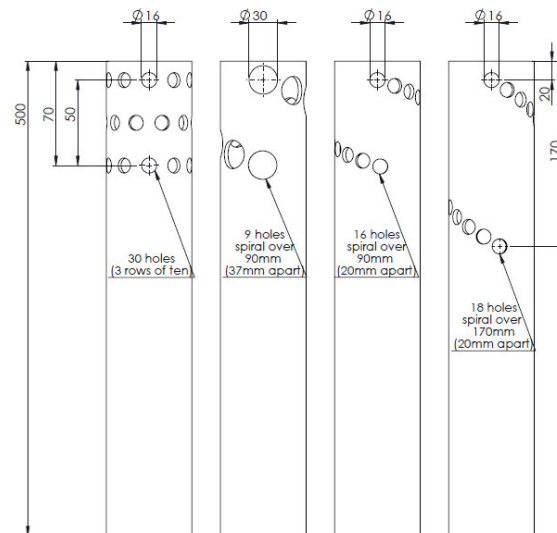 Ø16
Ø30
Ø16
Ø16
500
70
50
20
170
30 holes
(3 rows of ten)
9 holes
spiral over
90mm
(37mm apart)
16 holes
spiral over
90mm
(20mm apart)
18 holes
spiral over
170mm
(20mm apart)